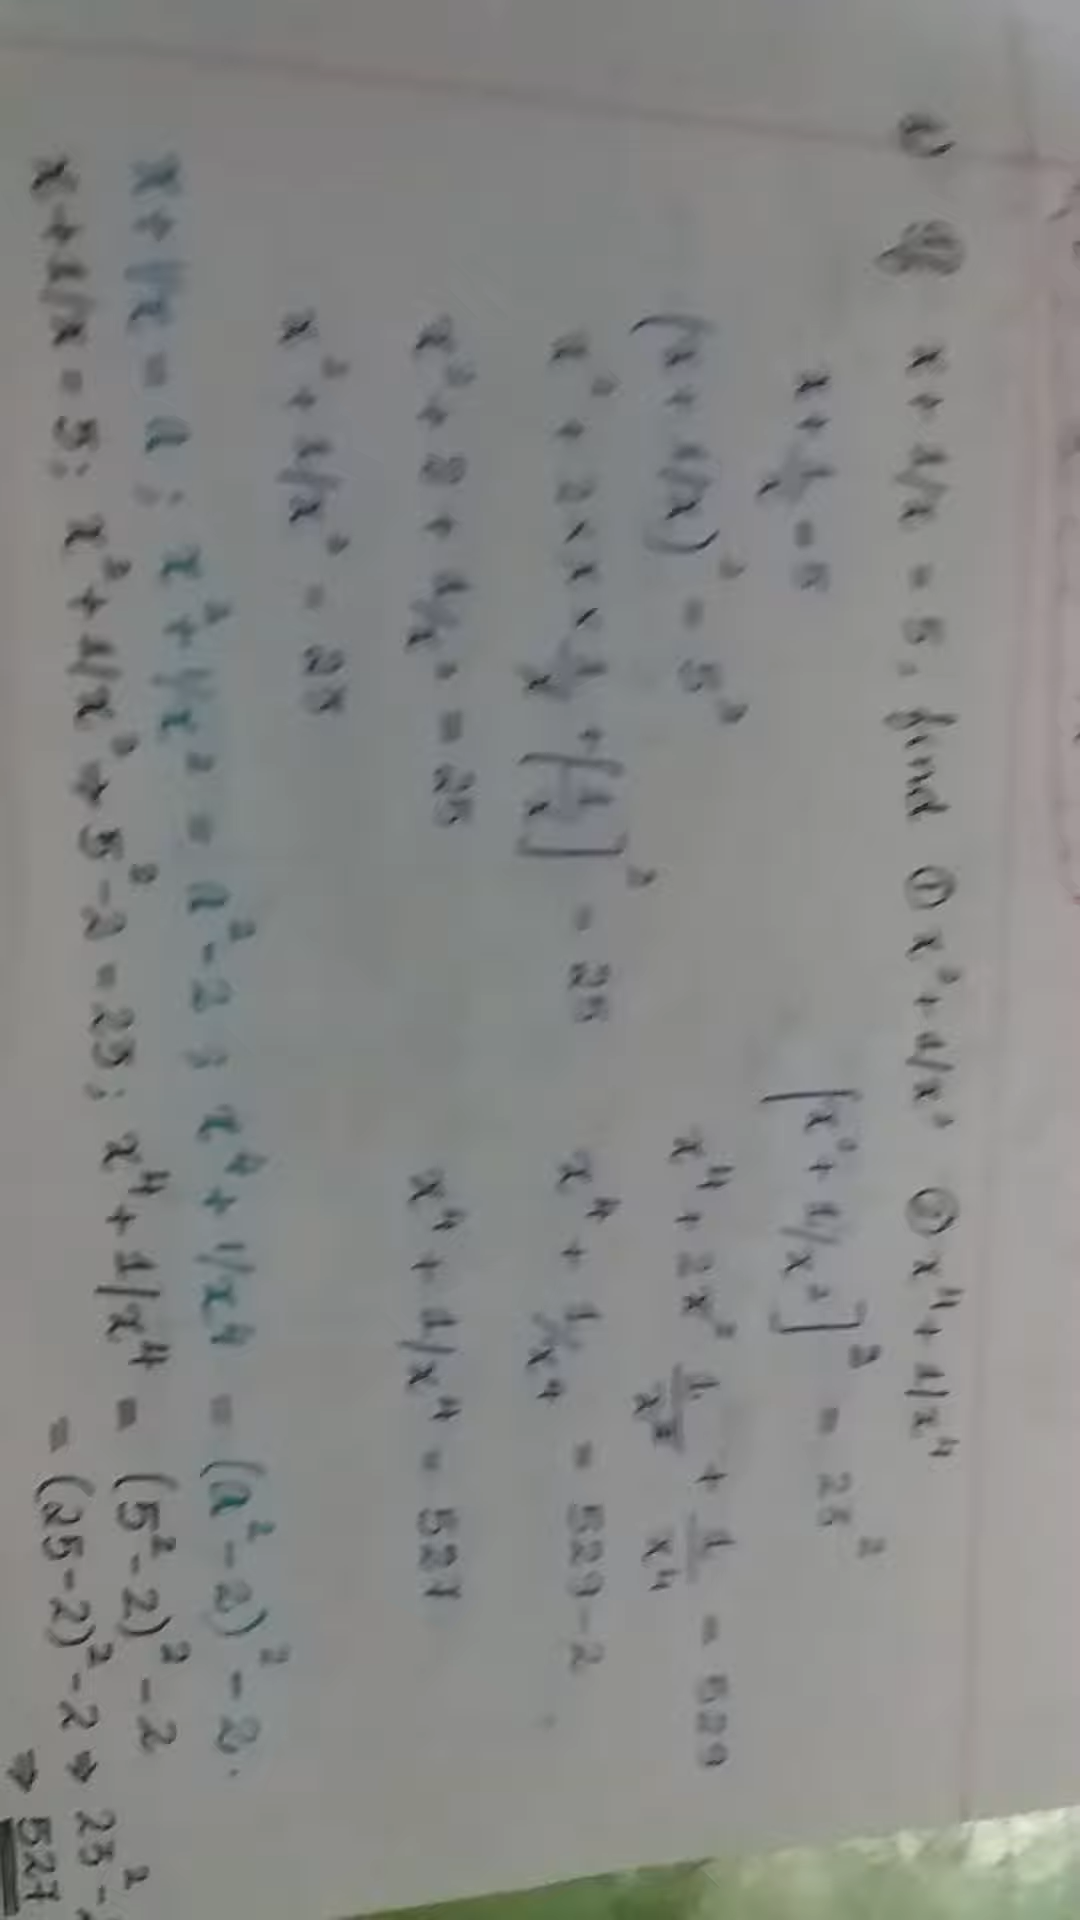 1) If x + 1/x = 5, find ① x² + 1/x² ② x⁴ + 1/x⁴
x + 1/x = 5
(x + 1/x)² = 5²
x² + 2 × x × 1/x + [1/x]² = 25
x² + 2 + 1/x² = 25
x² + 1/x² = 23
[x² + 1/x²]² = 23²
x⁴ + 2x² 1/x² + 1/x⁴ = 529
x⁴ + 1/x⁴ = 529 - 2
x⁴ + 1/x⁴ = 527
x + 1/x = a ; x² + 1/x² = a² - 2 ; x⁴ + 1/x⁴ = (a² - 2)² - 2.
x + 1/x = 5; x² + 1/x² ⇒ 5² - 2 = 23; x⁴ + 1/x⁴ = (5² - 2)² - 2
= (25 - 2)² - 2 ⇒ 23² -
⇒ 527